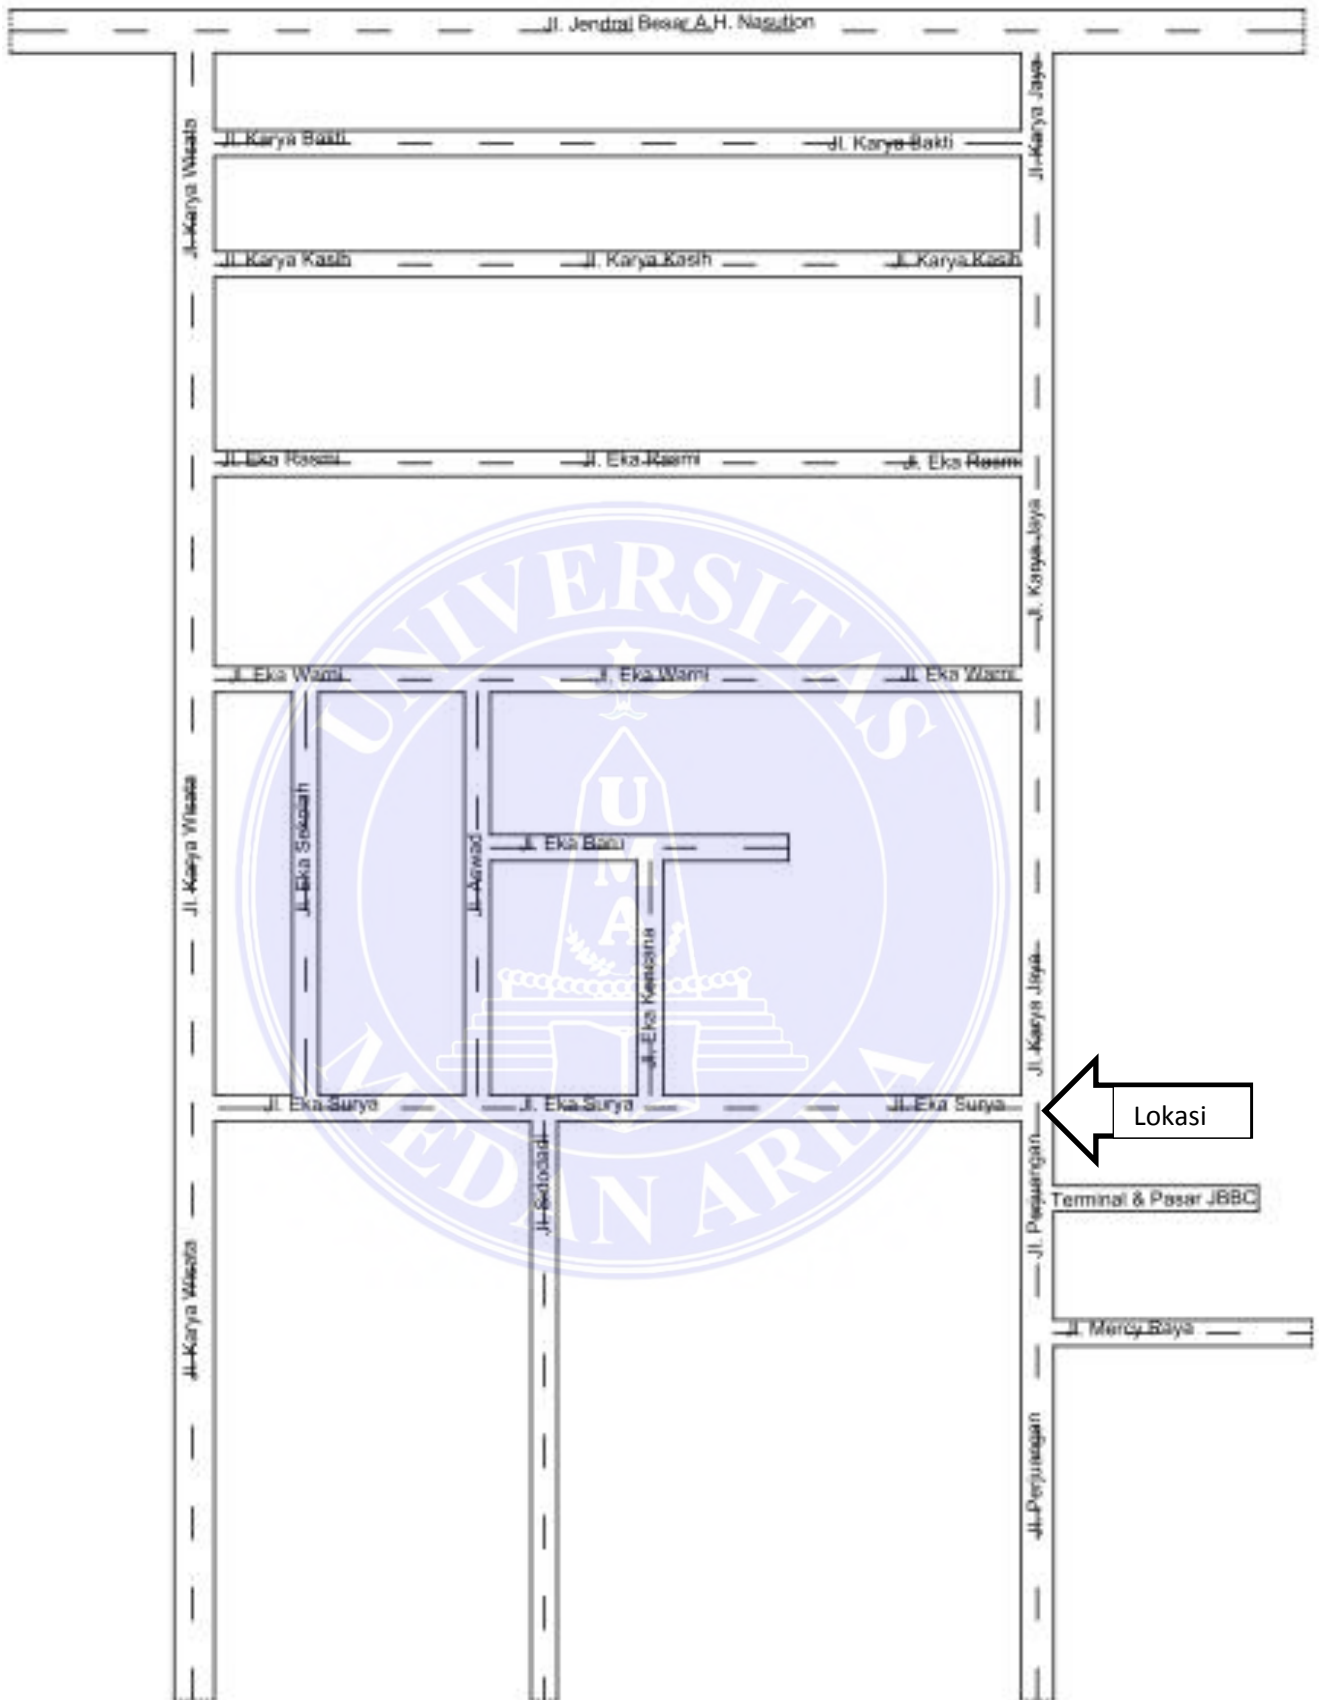 Jl. Jendral Besar A.H. Nasution
Jl. Karya Wisata
Jl. Karya Jaya
Jl. Karya Bakti
Jl. Karya Bakti
Jl. Karya Kasih
Jl. Karya Kasih
Jl. Karya Kasih
Jl. Eka Rasmi
Jl. Eka Rasmi
Jl. Eka Rasmi
Jl. Karya Jaya
UNIVERSITAS
Jl. Eka Warni
Jl. Eka Warni
Jl. Eka Warni
Jl. Karya Wisata
Jl. Eka Sekolah
Jl. Aswad
Jl. Eka Baru
UMA
Jl. Eka Kencana
Jl. Karya Jaya
MEDAN AREA
Jl. Eka Surya
Jl. Eka Surya
Jl. Eka Surya
Lokasi
Jl. Sidodadi
Jl. Perjuangan
Terminal & Pasar JBBC
Jl. Karya Wisata
Jl. Mercy Raya
Jl. Perjuangan